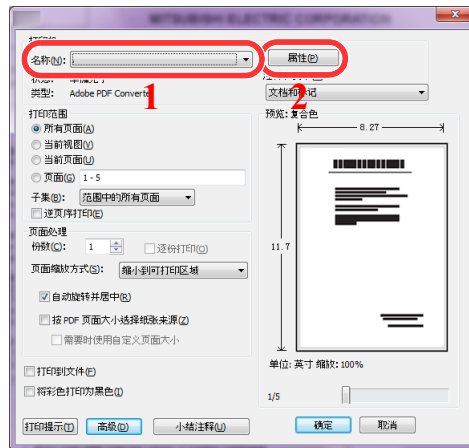 MITSUBISHI ELECTRIC CORPORATION
打印机
名称(N):
属性(P)
类型: Adobe PDF Converter
1
2
文档和标记
打印范围
所有页面(A)
当前视图(V)
当前页面(U)
页面(G) 1 - 5
子集(B): 范围中的所有页面
逆页序打印(E)
页面处理
份数(C): 1 逐份打印(O)
页面缩放方式(S): 缩小到可打印区域
自动旋转并居中(R)
按 PDF 页面大小选择纸张来源(Z)
需要时使用自定义页面大小
打印到文件(F)
将彩色打印为黑色(I)
预览: 复合色
8.27
11.7
单位: 英寸 缩放: 100%
1/5
打印提示(T)
高级(D)
小结注释(U)
确定
取消